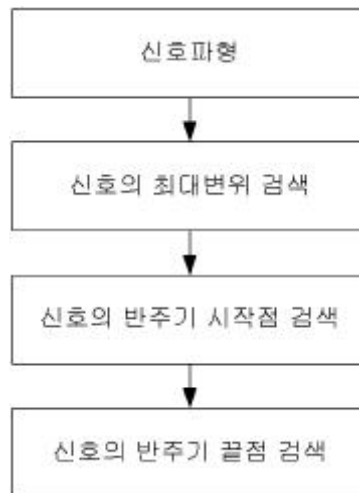 신호파형
신호의 최대변위 검색
신호의 반주기 시작점 검색
신호의 반주기 끝점 검색